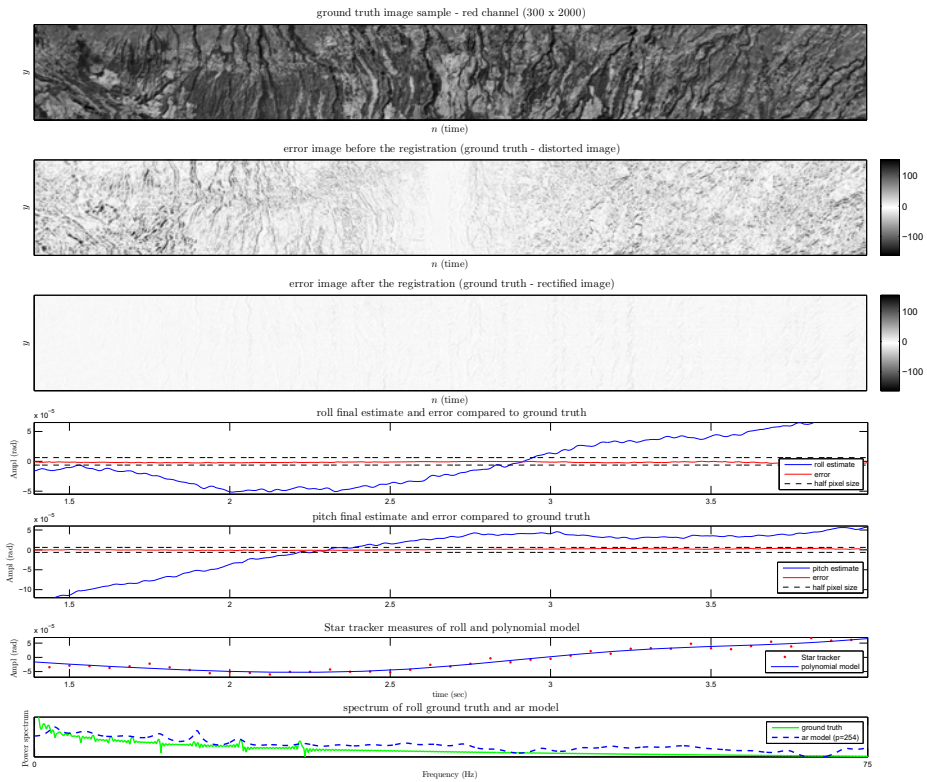 ground truth image sample - red channel (300 x 2000)
y
n (time)
error image before the registration (ground truth - distorted image)
y
100
0
−100
n (time)
error image after the registration (ground truth - rectified image)
y
100
0
−100
n (time)
roll final estimate and error compared to ground truth
x 10^-5
Ampl (rad)
5
0
−5
roll estimate
error
half pixel size
1.5 2 2.5 3 3.5
pitch final estimate and error compared to ground truth
x 10^-5
Ampl (rad)
5
0
−5
−10
pitch estimate
error
half pixel size
1.5 2 2.5 3 3.5
Star tracker measures of roll and polynomial model
x 10^-5
Ampl (rad)
5
0
−5
Star tracker
polynomial model
1.5 2 2.5 3 3.5
time (sec)
spectrum of roll ground truth and ar model
Power spectrum
ground truth
ar model (p=254)
0 75
Frequency (Hz)